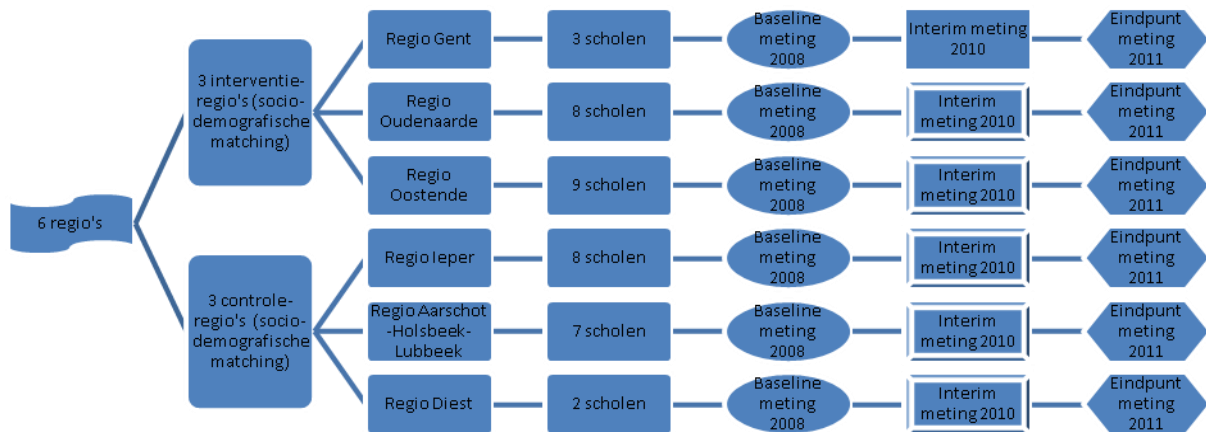 6 regio's
3 interventie-
regio's (socio-
demografische
matching)
Regio Gent
3 scholen
Baseline
meting
2008
Interim meting
2010
Eindpunt
meting
2011
Regio
Oudenaarde
8 scholen
Baseline
meting
2008
Interim
meting 2010
Eindpunt
meting
2011
Regio
Oostende
9 scholen
Baseline
meting
2008
Interim
meting 2010
Eindpunt
meting
2011
3 controle-
regio's (socio-
demografische
matching)
Regio Ieper
8 scholen
Baseline
meting
2008
Interim
meting 2010
Eindpunt
meting
2011
Regio Aarschot
-Holsbeek-
Lubbeek
7 scholen
Baseline
meting
2008
Interim
meting 2010
Eindpunt
meting
2011
Regio Diest
2 scholen
Baseline
meting
2008
Interim
meting 2010
Eindpunt
meting
2011